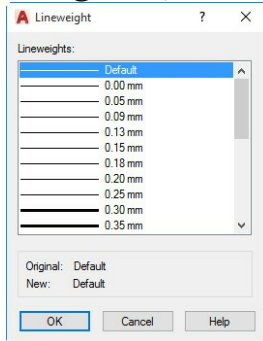 A Lineweight ? ×
Lineweights:
Default
0.00 mm
0.05 mm
0.09 mm
0.13 mm
0.15 mm
0.18 mm
0.20 mm
0.25 mm
0.30 mm
0.35 mm
Original: Default
New: Default
OK Cancel Help